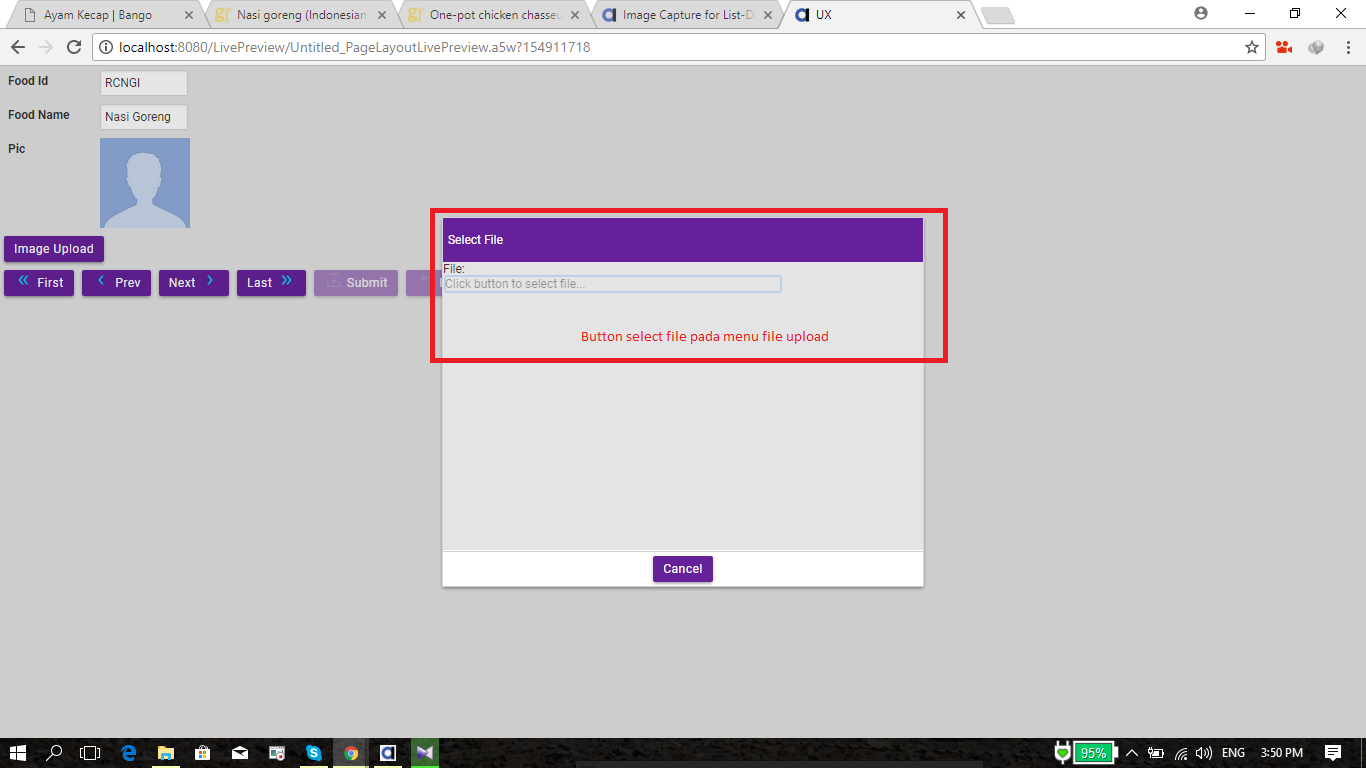 Ayam Kecap | Bango
Nasi goreng (Indonesian
One-pot chicken chasseu
Image Capture for List-D
UX
localhost:8080/LivePreview/Untitled_PageLayoutLivePreview.a5w?154911718
Food Id
RCNGI
Food Name
Nasi Goreng
Pic
Image Upload
First
Prev
Next
Last
Submit
Select File
File:
Click button to select file...
Button select file pada menu file upload
Cancel
95%
ENG
3:50 PM